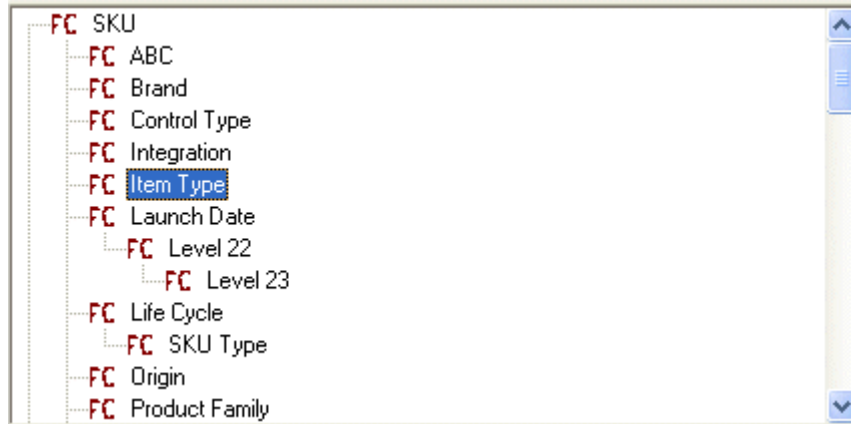 FC SKU
FC ABC
FC Brand
FC Control Type
FC Integration
FC Item Type
FC Launch Date
FC Level 22
FC Level 23
FC Life Cycle
FC SKU Type
FC Origin
FC Product Family